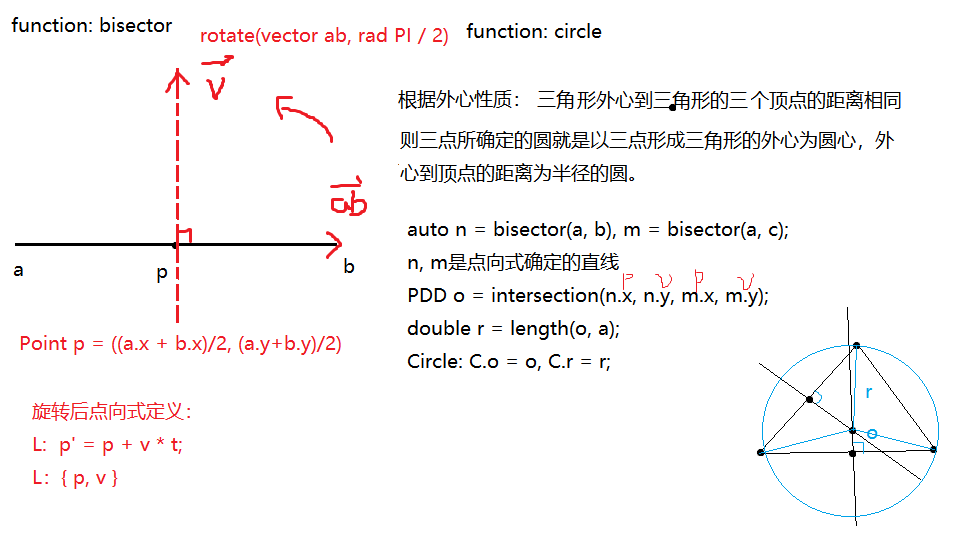 function: bisector
rotate(vector ab, rad PI / 2)
v
ab
a
p
b
Point p = ((a.x + b.x)/2, (a.y+b.y)/2)
旋转后点向式定义：
L: p' = p + v * t;
L: { p, v }
function: circle
根据外心性质： 三角形外心到三角形的三个顶点的距离相同
则三点所确定的圆就是以三点形成三角形的外心为圆心，外
心到顶点的距离为半径的圆。
auto n = bisector(a, b), m = bisector(a, c);
n, m是点向式确定的直线
p v p v
PDD o = intersection(n.x, n.y, m.x, m.y);
double r = length(o, a);
Circle: C.o = o, C.r = r;
r
o